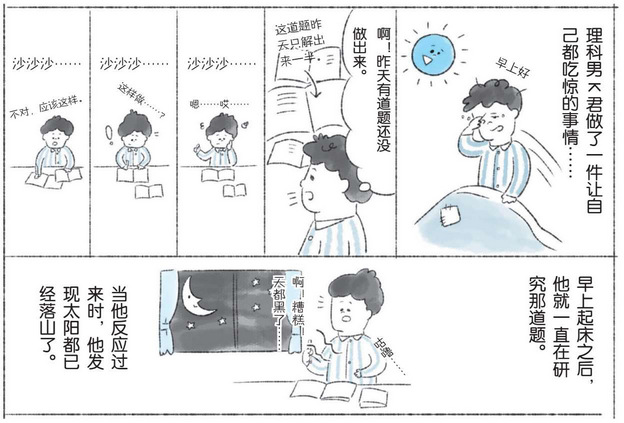 理科男K君做了一件让自
己都吃惊的事情……
早上好
啊！昨天有道题还没
做出来。
这道题昨
天只解出
来一半。
沙沙沙……
嗯……哎
沙沙沙……
这样做……？
沙沙沙……
不对，应该这样。
早上起床之后，
他就一直在研
究那道题。
咕噜……
啊！糟糕！
天都黑了……
当他反应过
来时，他发
现太阳都已
经落山了。